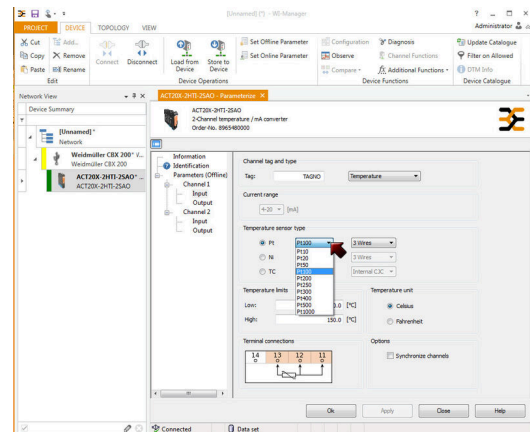 [Unnamed] (*) - WI-Manager
Administrator
PROJECT DEVICE TOPOLOGY VIEW
Cut Add...
Copy Remove
Paste Rename
Edit
Connect Disconnect
Load from Device
Store to Device
Device Operations
Set Offline Parameter
Set Online Parameter
Configuration
Observe
Compare
Diagnosis
Channel Functions
Additional Functions
Device Functions
Update Catalogue
Filter on Allowed
DTM Info
Device Catalogue
Network View
Device Summary
[Unnamed]*
Network
Weidmüller CBX 200*
Weidmüller CBX 200
ACT20X-2HTI-2SAO*
ACT20X-2HTI-2SAO
ACT20X-2HTI-2SAO - Parameterize
ACT20X-2HTI-2SAO
2-Channel temperature / mA converter
Order-No. 8965480000
Information
Identification
Parameters (Offline)
Channel 1
Input
Output
Channel 2
Input
Output
Channel tag and type
Tag: TAGNO Temperature
Current range
4-20 [mA]
Temperature sensor type
Pt Pt100 3 Wires
Ni 3 Wires
TC Internal CJC
Pt10
Pt20
Pt50
Pt100
Pt200
Pt250
Pt300
Pt400
Pt500
Pt1000
Temperature limits
Low: 0.0 [°C]
High: 150.0 [°C]
Temperature unit
Celsius
Fahrenheit
Terminal connections
14 13 12 11
Options
Synchronize channels
Ok Apply Close Help
Connected Data set